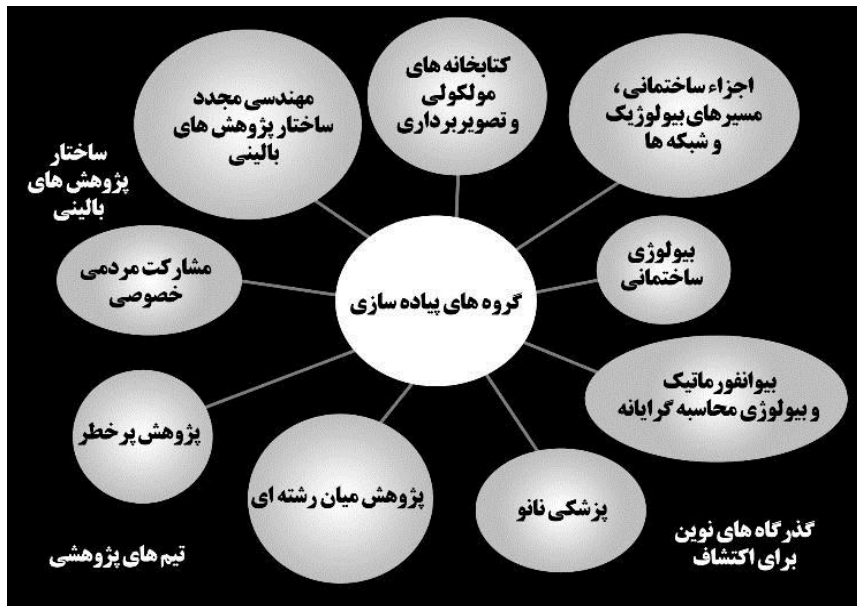 اجزاء ساختمانی ،
مسیرهای بیولوژیک
و شبکه ها
کتابخانه های
مولکولی
و تصویربرداری
مهندسی مجدد
ساختار پژوهش های
بالینی
ساختار
پژوهش های
بالینی
بیولوژی
ساختمانی
گروه های پیاده سازی
مشارکت مردمی
خصوصی
بیوانفورماتیک
و بیولوژی محاسبه گرایانه
پژوهش پرخطر
پژوهش میان رشته ای
پزشکی نانو
گذرگاه های نوین
برای اکتشاف
تیم های پژوهشی